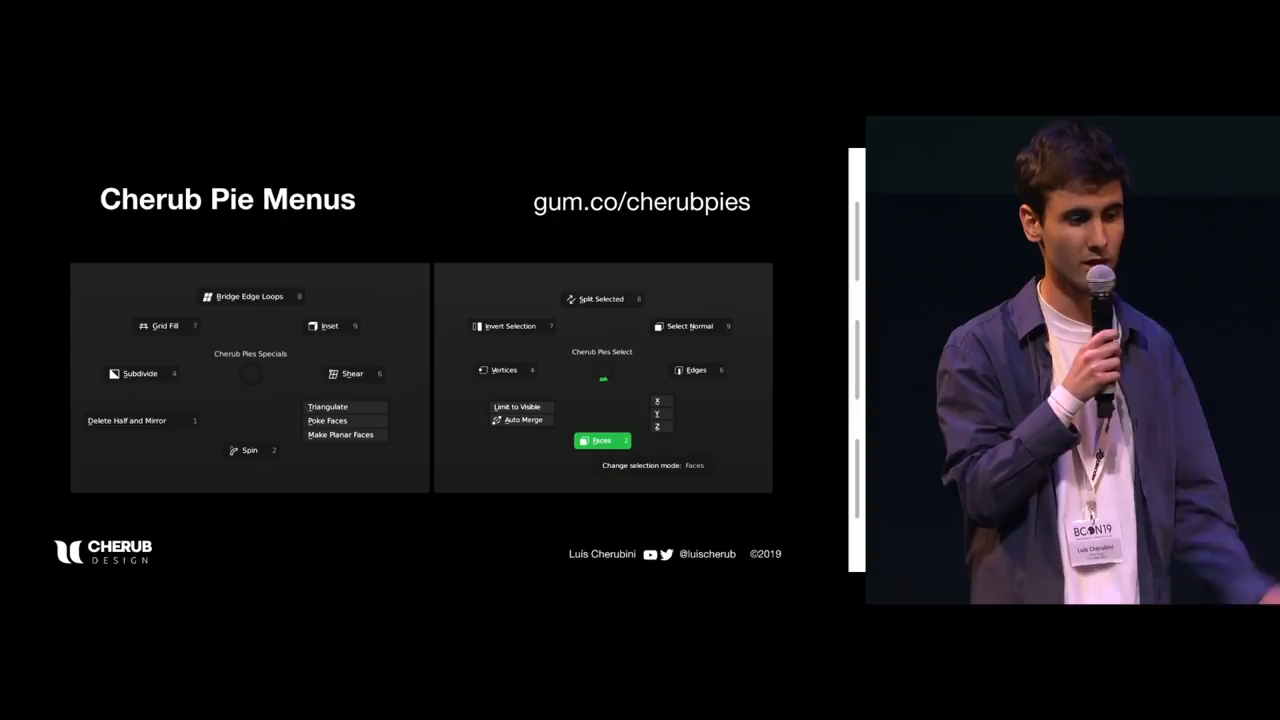 Cherub Pie Menus
gum.co/cherubpies
Bridge Edge Loops 8
Grid Fill 7
Inset 9
Cherub Pies Specials
Subdivide 4
Shear 6
Triangulate
Delete Half and Mirror 1
Poke Faces
Make Planar Faces
Spin 2
Split Selected 8
Invert Selection 7
Select Normal 9
Cherub Pies Select
Vertices 4
Edges 6
X
Limit to Visible
Y
Auto Merge
Z
Faces 2
Change selection mode: Faces
CHERUB
DESIGN
Luís Cherubini @luischerub ©2019
BCON19
Luís Cherubini